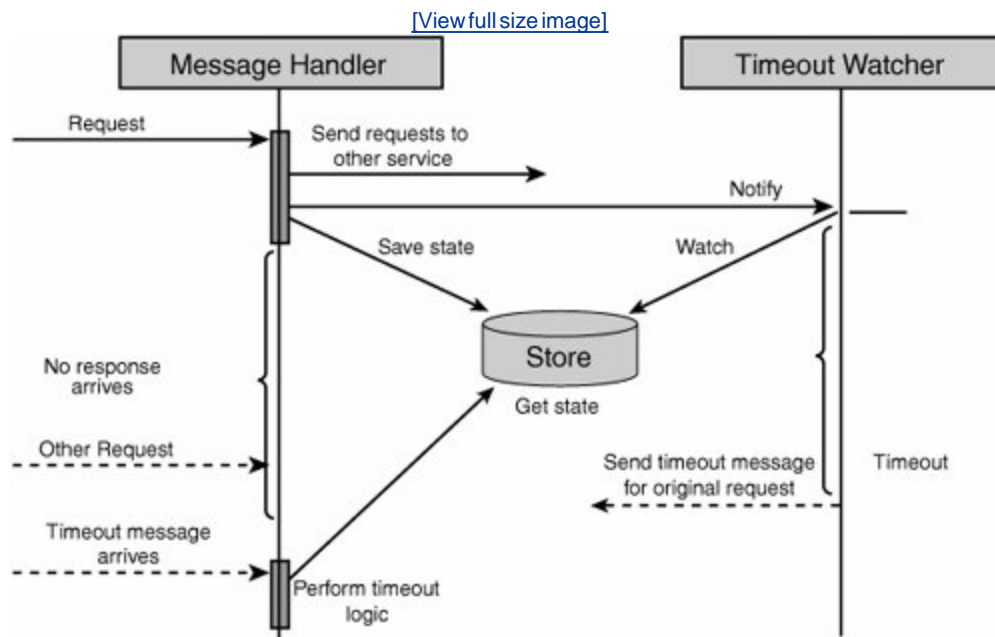 [View full size image]
Message Handler
Timeout Watcher
Request
Send requests to
other service
Notify
Save state
Watch
Store
No response
arrives
Get state
Other Request
Send timeout message
for original request
Timeout
Timeout message
arrives
Perform timeout
logic